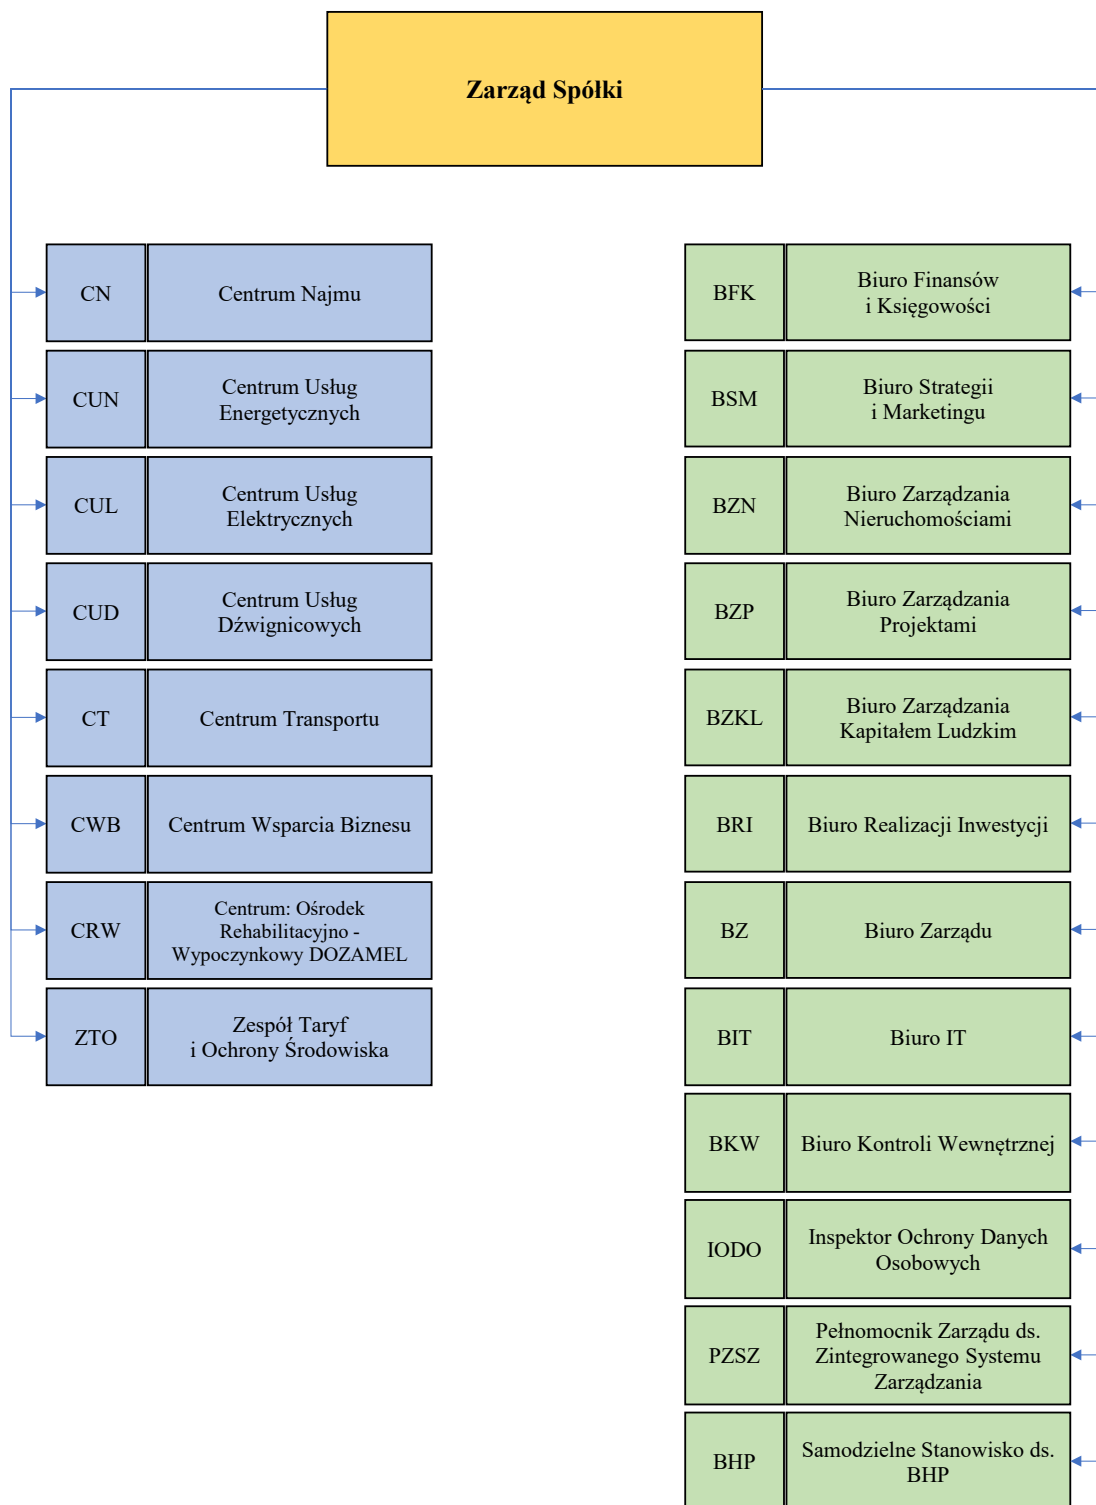 Zarząd Spółki
CN
Centrum Najmu
CUN
Centrum Usług
Energetycznych
CUL
Centrum Usług
Elektrycznych
CUD
Centrum Usług
Dźwignicowych
CT
Centrum Transportu
CWB
Centrum Wsparcia Biznesu
CRW
Centrum: Ośrodek
Rehabilitacyjno -
Wypoczynkowy DOZAMEL
ZTO
Zespół Taryf
i Ochrony Środowiska
BFK
Biuro Finansów
i Księgowości
BSM
Biuro Strategii
i Marketingu
BZN
Biuro Zarządzania
Nieruchomościami
BZP
Biuro Zarządzania
Projektami
BZKL
Biuro Zarządzania
Kapitałem Ludzkim
BRI
Biuro Realizacji Inwestycji
BZ
Biuro Zarządu
BIT
Biuro IT
BKW
Biuro Kontroli Wewnętrznej
IODO
Inspektor Ochrony Danych
Osobowych
PZSZ
Pełnomocnik Zarządu ds.
Zintegrowanego Systemu
Zarządzania
BHP
Samodzielne Stanowisko ds.
BHP